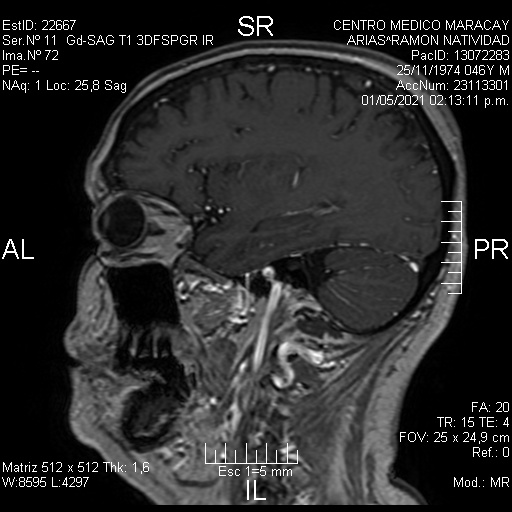 EstID: 22667
Ser.Nº 11 Gd-SAG T1 3DFSPGR IR
Ima.Nº 72
PE= --
NAq: 1 Loc: 25,8 Sag
SR
CENTRO MEDICO MARACAY
ARIAS^RAMON NATIVIDAD
PacID: 13072283
25/11/1974 046Y M
AccNum: 23113301
01/05/2021 02:13:11 p.m.
AL
PR
FA: 20
TR: 15 TE: 4
FOV: 25 x 24,9 cm
Ref.: 0
Mod.: MR
Matriz 512 x 512 Thk: 1,6
W:8595 L:4297
Esc 1=5 mm
IL